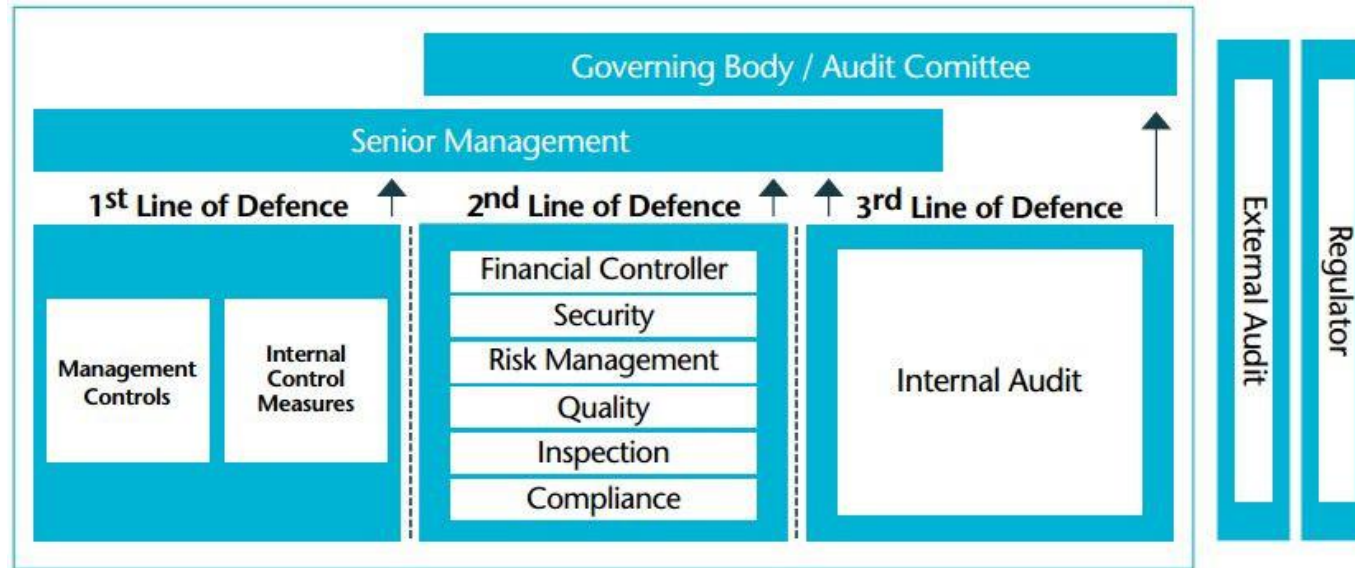 Governing Body / Audit Comittee
Senior Management
1st Line of Defence
2nd Line of Defence
3rd Line of Defence
Management
Controls
Internal
Control
Measures
Financial Controller
Security
Risk Management
Quality
Inspection
Compliance
Internal Audit
External Audit
Regulator